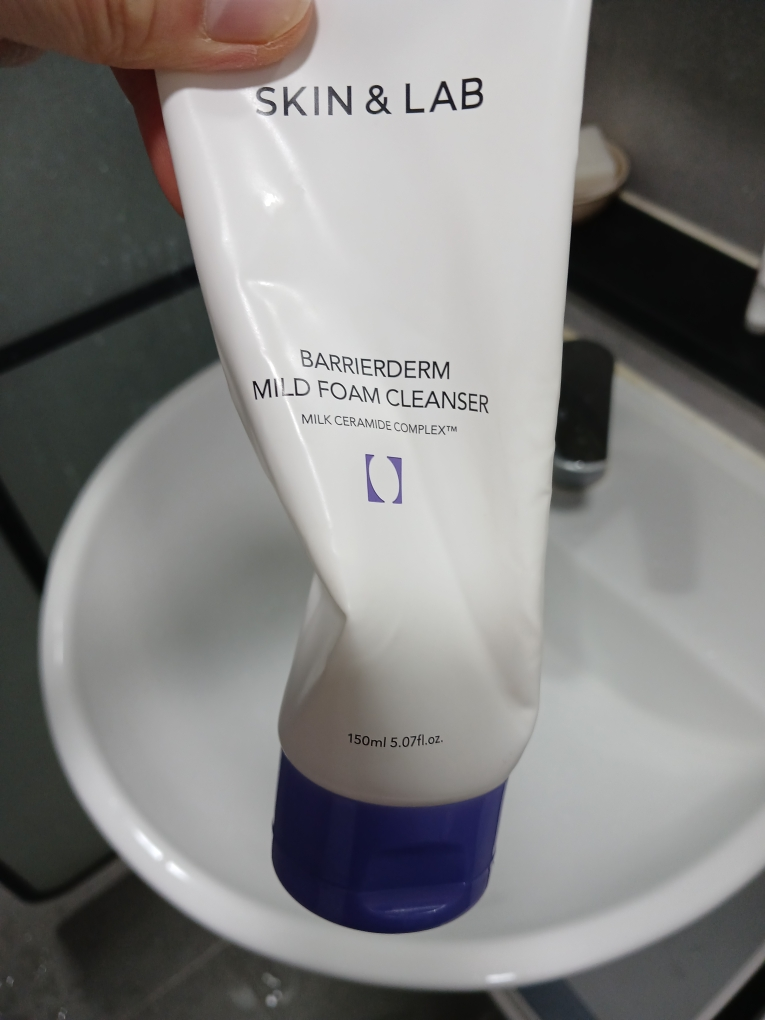 SKIN & LAB
BARRIERDERM
MILD FOAM CLEANSER
MILK CERAMIDE COMPLEX™
150ml 5.07fl.oz.